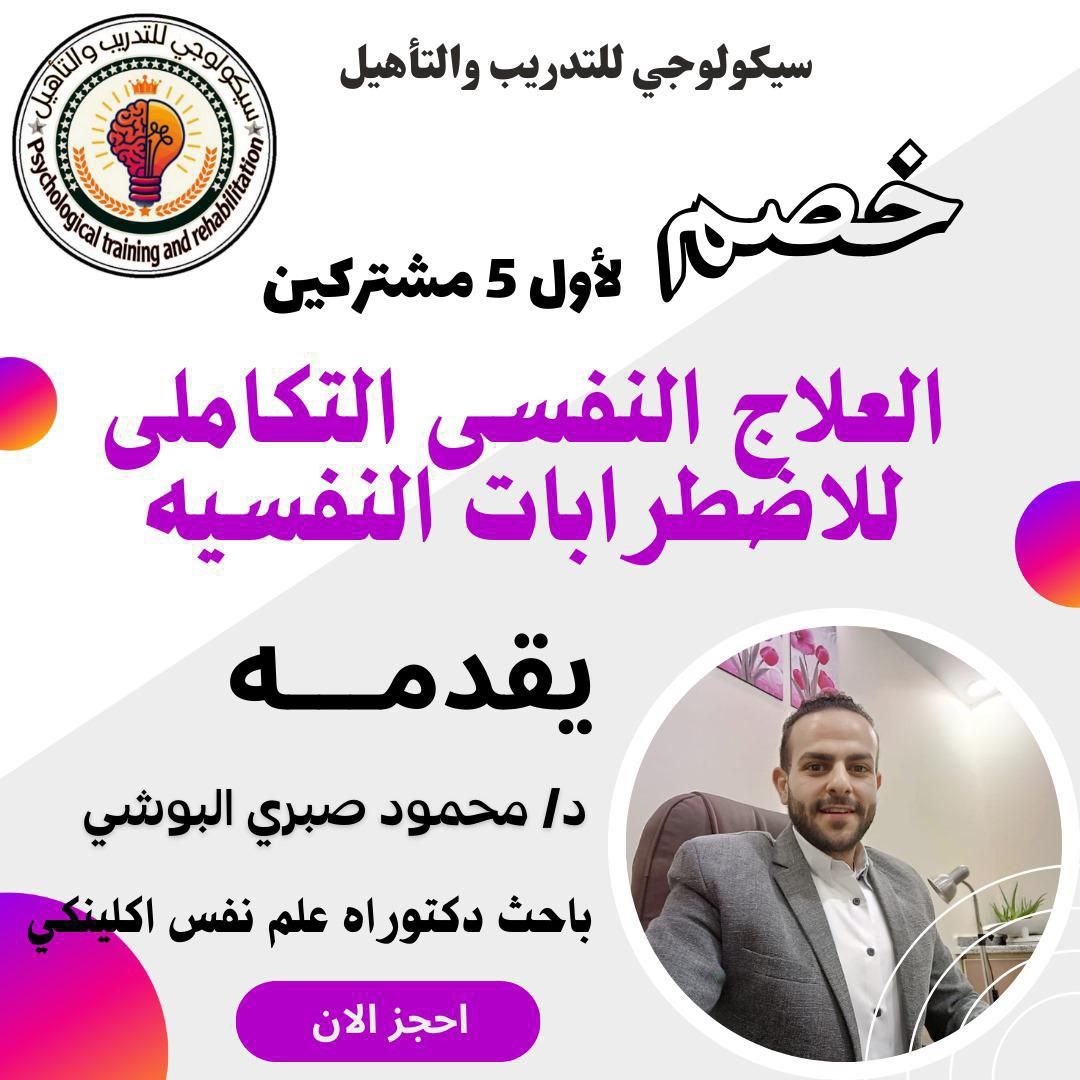 سيكولوجي للتدريب والتأهيل
Psychological training and rehabilitation
سيكولوجي للتدريب والتأهيل
خصم
لأول 5 مشتركين
العلاج النفسى التكاملى
للاضطرابات النفسيه
يقدمـــه
د/ محمود صبري البوشي
باحث دكتوراه علم نفس اكلينكي
احجز الان